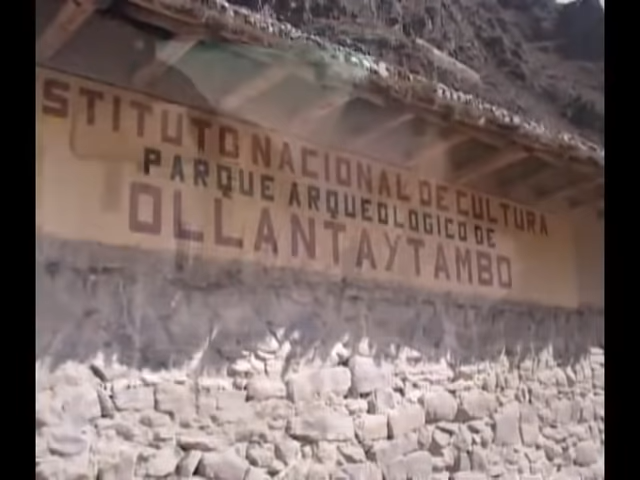 STITUTO NACIONAL DE CULTURA
PARQUE ARQUEOLOGICO DE
OLLANTAYTAMBO